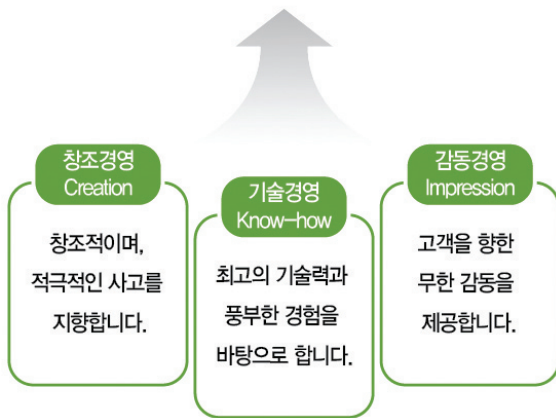 창조경영
Creation
창조적이며,
적극적인 사고를
지향합니다.
기술경영
Know-how
최고의 기술력과
풍부한 경험을
바탕으로 합니다.
감동경영
Impression
고객을 향한
무한 감동을
제공합니다.